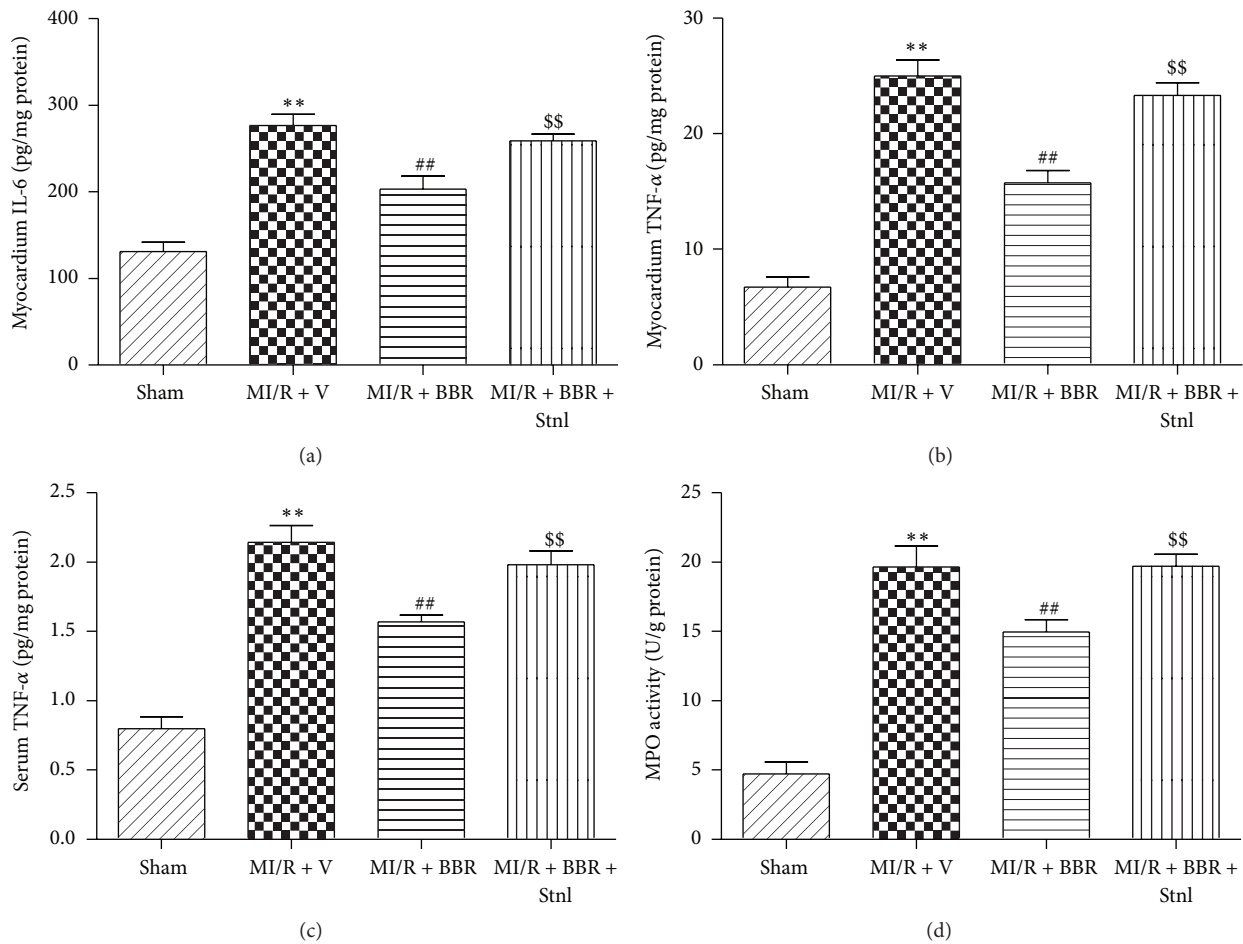 Myocardium IL-6 (pg/mg protein)
400
300
200
100
0
**
##
$$
Sham
MI/R + V
MI/R + BBR
MI/R + BBR +
Stnl
(a)
Myocardium TNF-α (pg/mg protein)
30
20
10
0
**
##
$$
Sham
MI/R + V
MI/R + BBR
MI/R + BBR +
Stnl
(b)
Serum TNF-α (pg/mg protein)
2.5
2.0
1.5
1.0
0.5
0.0
**
##
$$
Sham
MI/R + V
MI/R + BBR
MI/R + BBR +
Stnl
(c)
MPO activity (U/g protein)
25
20
15
10
5
0
**
##
$$
Sham
MI/R + V
MI/R + BBR
MI/R + BBR +
Stnl
(d)